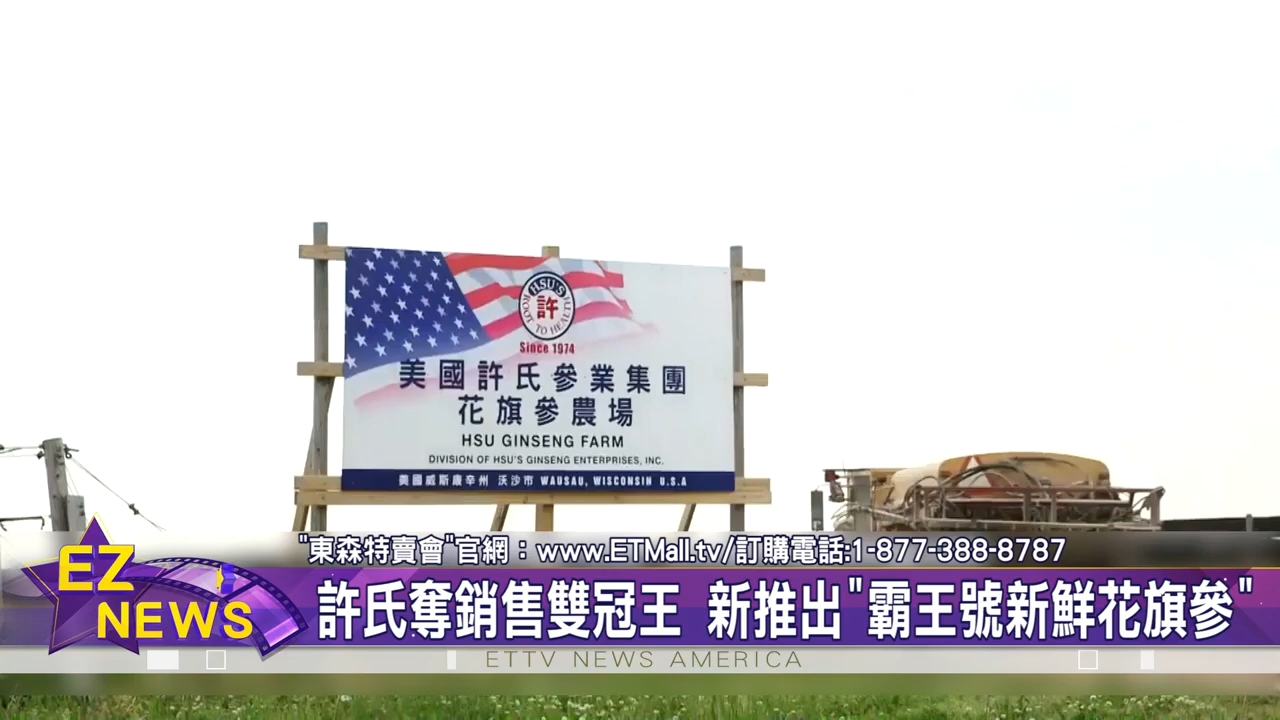 HSU'S
許
ROOT TO HEALTH
Since 1974
美國許氏參業集團
花旗參農場
HSU GINSENG FARM
DIVISION OF HSU'S GINSENG ENTERPRISES, INC.
美國威斯康辛州 沃沙市 WAUSAU, WISCONSIN U.S.A
"東森特賣會"官網：www.ETMall.tv/訂購電話:1-877-388-8787
EZ
NEWS
許氏奪銷售雙冠王 新推出"霸王號新鮮花旗參"
ETTV NEWS AMERICA